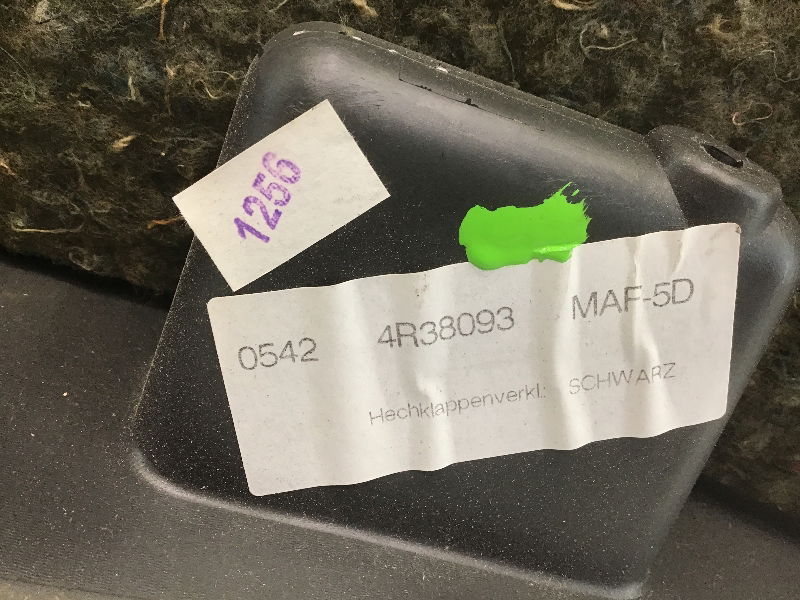 1256
0542 4R38093 MAF-5D
Hechklappenverkl.: SCHWARZ